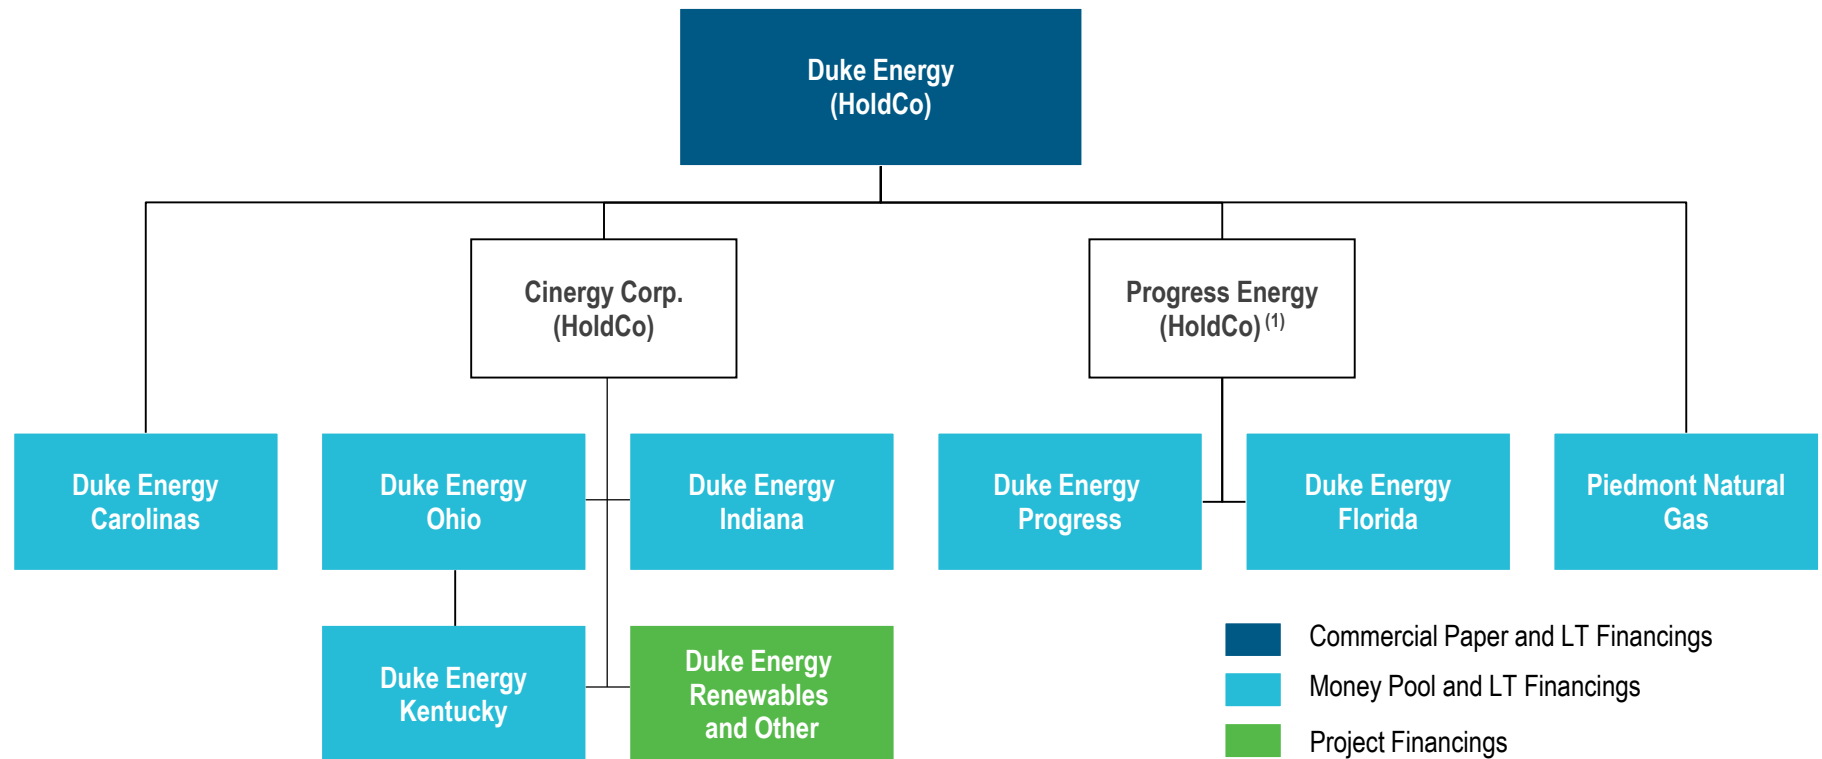 Duke Energy
(HoldCo)
Cinergy Corp.
(HoldCo)
Progress Energy
(HoldCo) (1)
Duke Energy
Carolinas
Duke Energy
Ohio
Duke Energy
Indiana
Duke Energy
Progress
Duke Energy
Florida
Piedmont Natural
Gas
Duke Energy
Kentucky
Duke Energy
Renewables
and Other
Commercial Paper and LT Financings
Money Pool and LT Financings
Project Financings